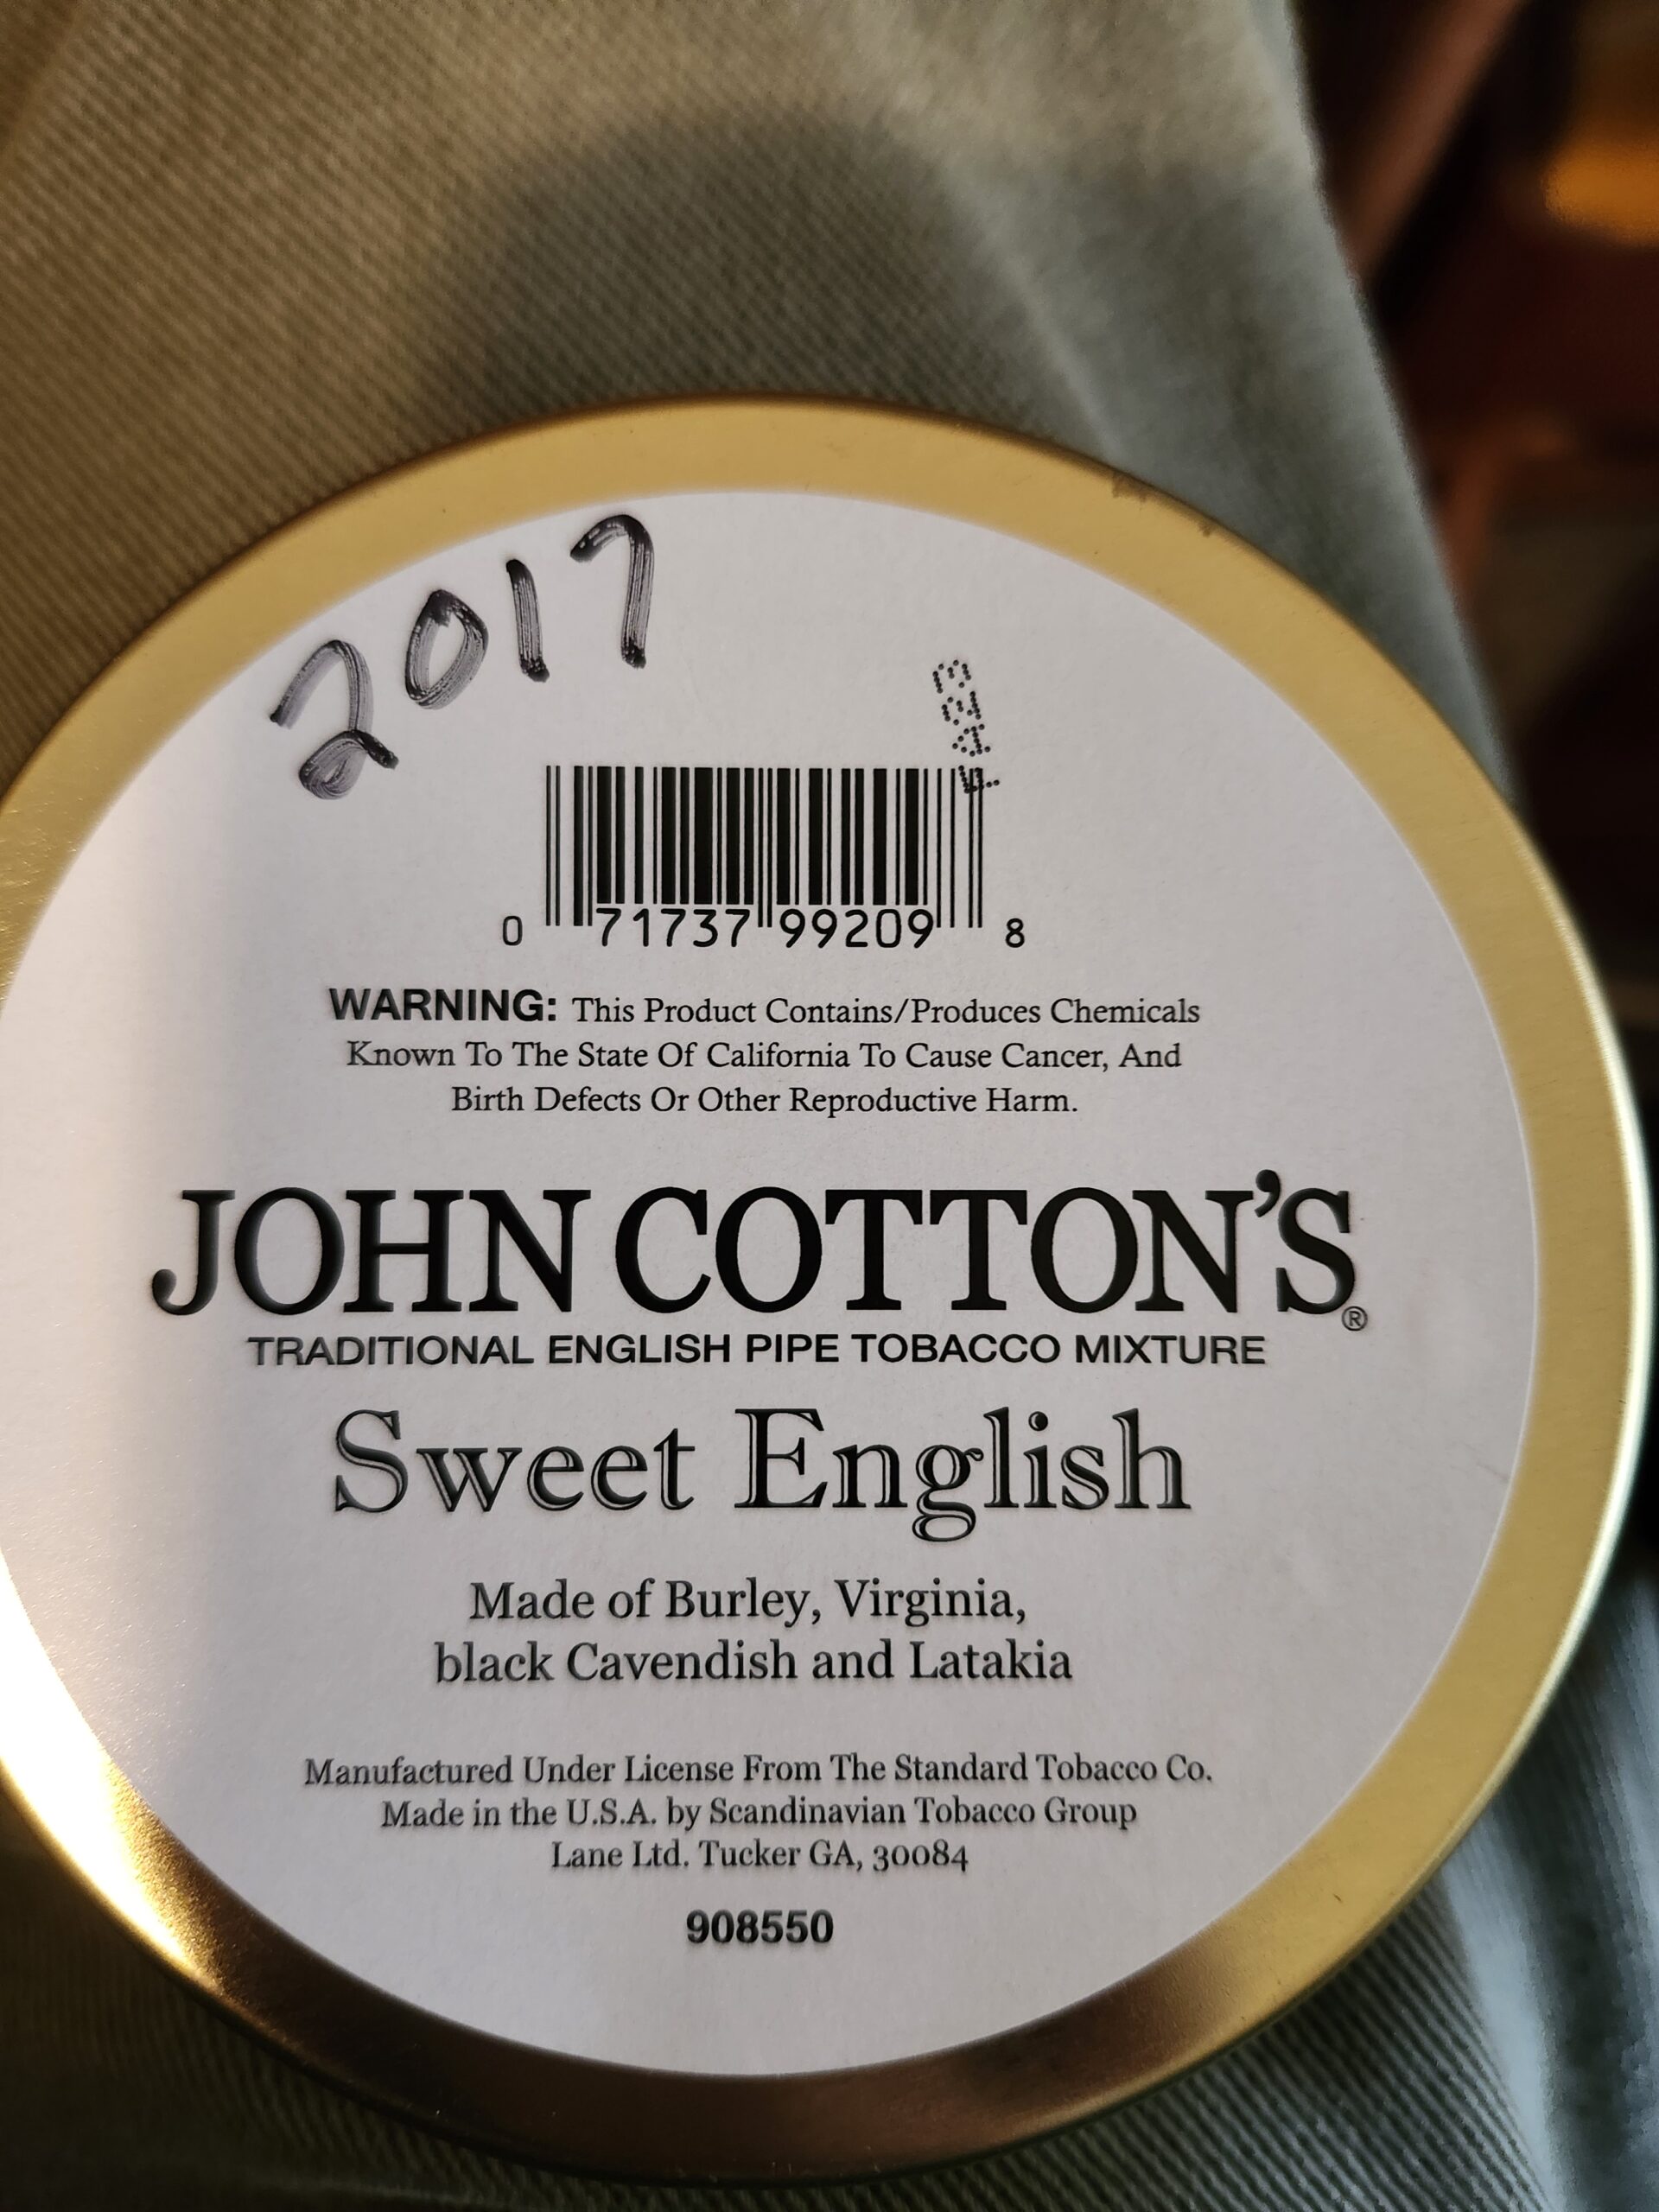 2017
0 71737 99209 8
WARNING: This Product Contains/Produces Chemicals
Known To The State Of California To Cause Cancer, And
Birth Defects Or Other Reproductive Harm.
JOHN COTTON'S®
TRADITIONAL ENGLISH PIPE TOBACCO MIXTURE
Sweet English
Made of Burley, Virginia,
black Cavendish and Latakia
Manufactured Under License From The Standard Tobacco Co.
Made in the U.S.A. by Scandinavian Tobacco Group
Lane Ltd. Tucker GA, 30084
908550